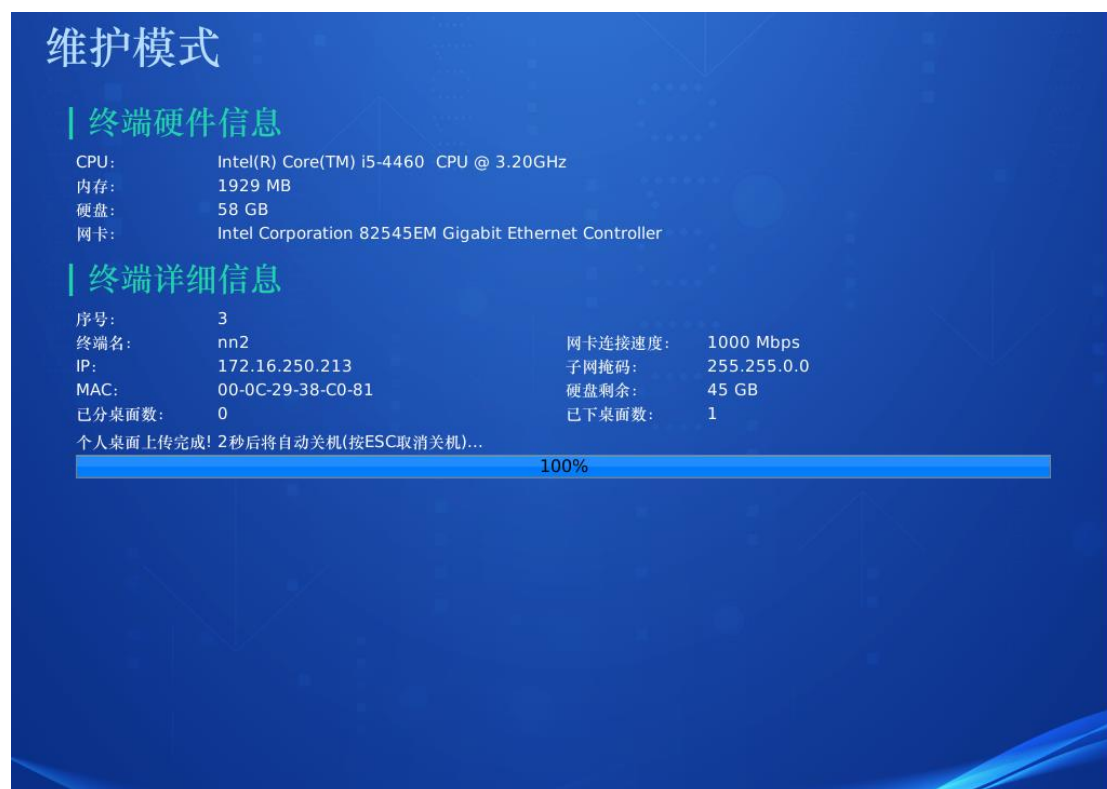 维护模式
终端硬件信息
CPU: Intel(R) Core(TM) i5-4460 CPU @ 3.20GHz
内存: 1929 MB
硬盘: 58 GB
网卡: Intel Corporation 82545EM Gigabit Ethernet Controller
终端详细信息
序号: 3
终端名: nn2 网卡连接速度: 1000 Mbps
IP: 172.16.250.213 子网掩码: 255.255.0.0
MAC: 00-0C-29-38-C0-81 硬盘剩余: 45 GB
已分桌面数: 0 已下桌面数: 1
个人桌面上传完成! 2秒后将自动关机(按ESC取消关机)...
100%